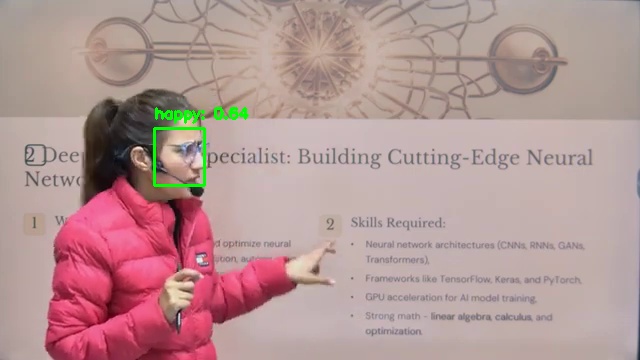 happy: 0.64
2 Deep pecialist: Building Cutting-Edge Neural
Netwo
1
2 Skills Required:
and optimize neural
• Neural network architectures (CNNs, RNNs, GANs,
Transformers).
• Frameworks like TensorFlow, Keras, and PyTorch.
• GPU acceleration for AI model training.
• Strong math - linear algebra, calculus, and
optimization.